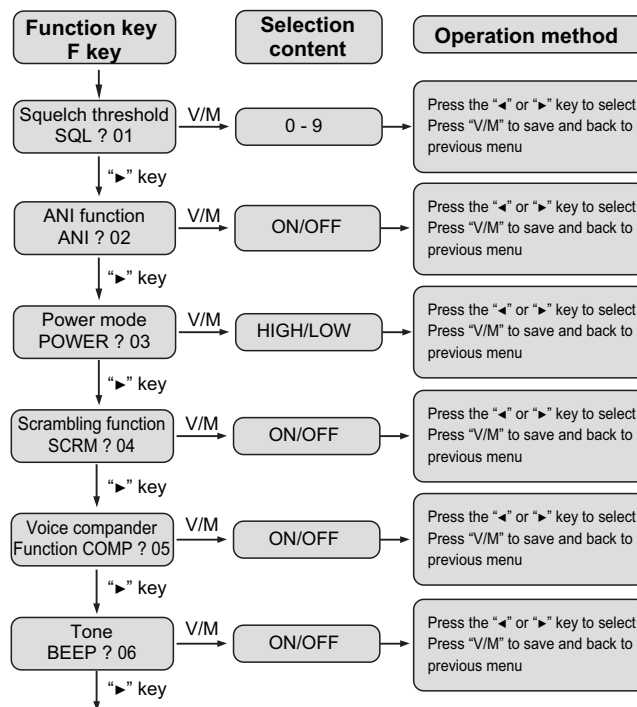 Function key
F key
Selection
content
Operation method
Squelch threshold
SQL ? 01
V/M
0 - 9
Press the “◄” or “►” key to select
Press “V/M” to save and back to
previous menu
“►” key
ANI function
ANI ? 02
V/M
ON/OFF
Press the “◄” or “►” key to select
Press “V/M” to save and back to
previous menu
“►” key
Power mode
POWER ? 03
V/M
HIGH/LOW
Press the “◄” or “►” key to select
Press “V/M” to save and back to
previous menu
“►” key
Scrambling function
SCRM ? 04
V/M
ON/OFF
Press the “◄” or “►” key to select
Press “V/M” to save and back to
previous menu
“►” key
Voice compander
Function COMP ? 05
V/M
ON/OFF
Press the “◄” or “►” key to select
Press “V/M” to save and back to
previous menu
“►” key
Tone
BEEP ? 06
V/M
ON/OFF
Press the “◄” or “►” key to select
Press “V/M” to save and back to
previous menu
“►” key